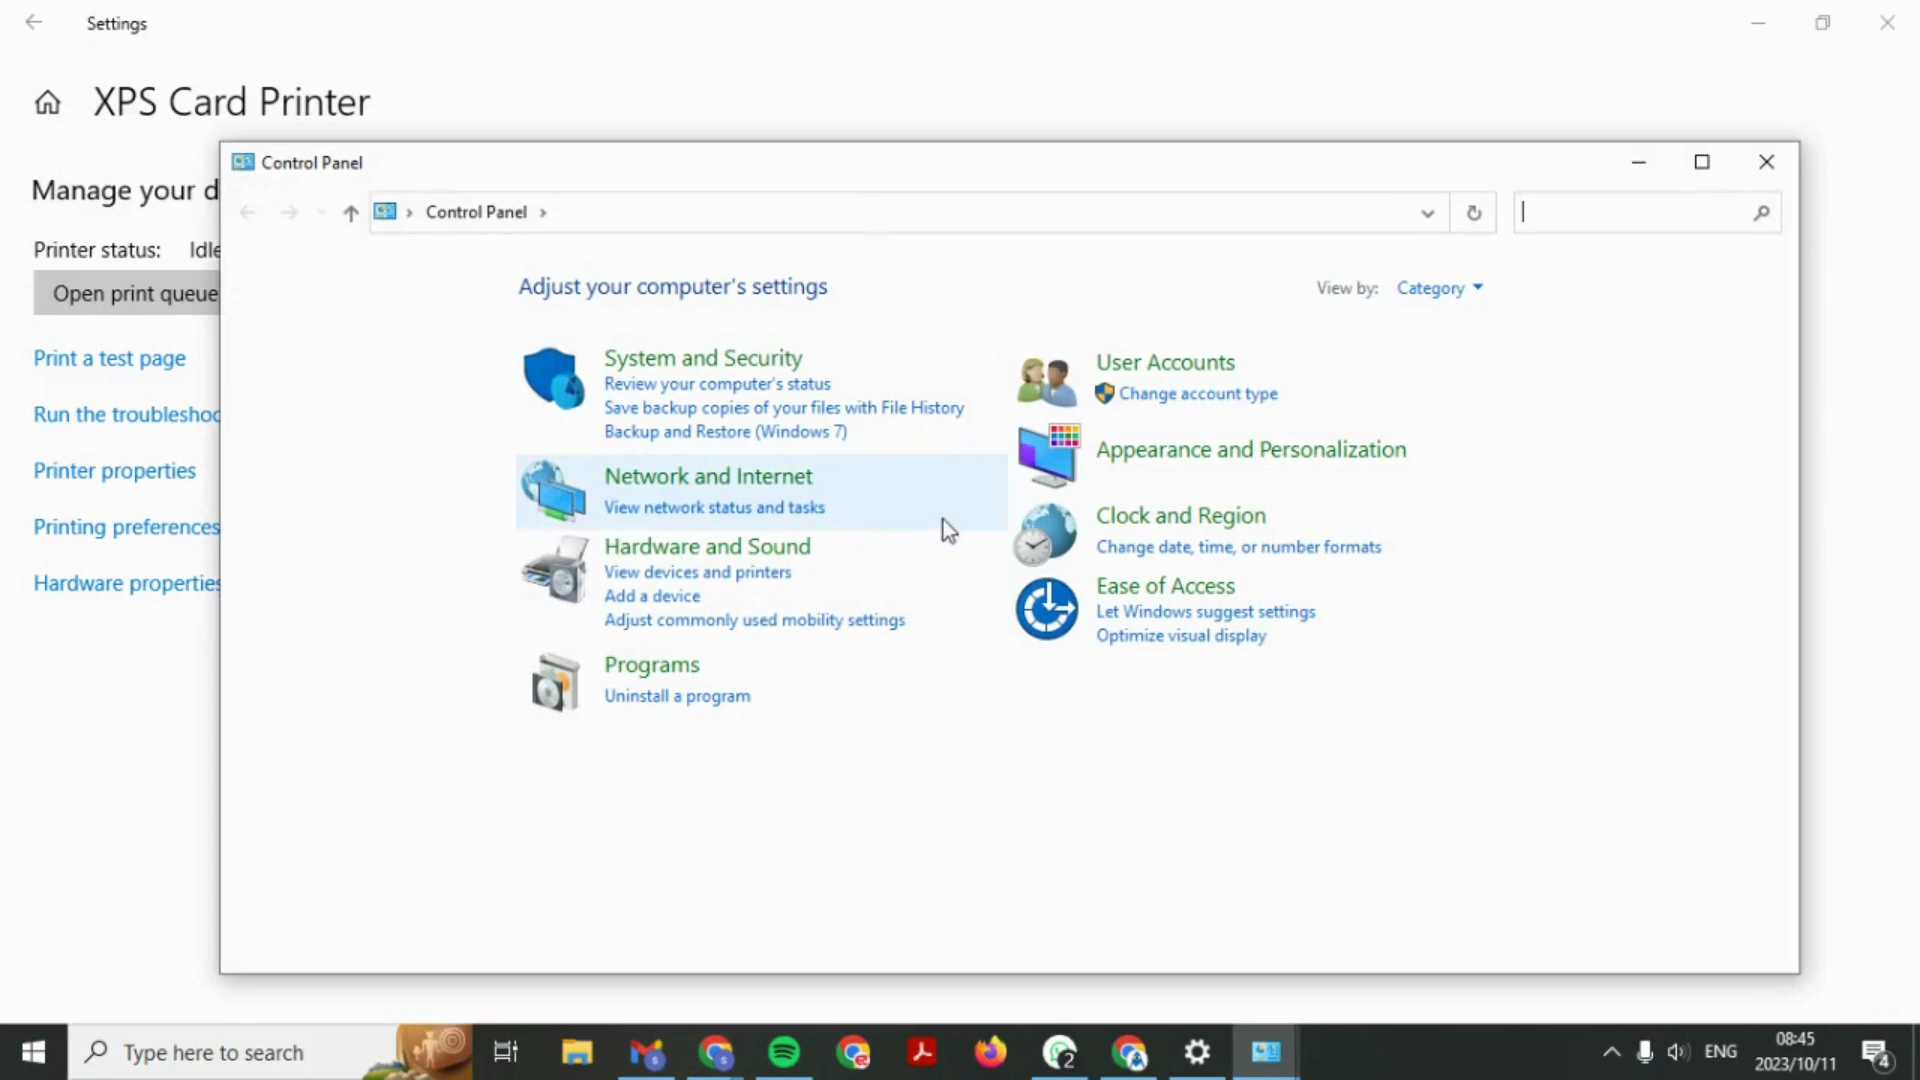 Settings
XPS Card Printer
Manage your d
Printer status: Idle
Open print queue
Print a test page
Run the troubleshoo
Printer properties
Printing preferences
Hardware properties
Control Panel
Control Panel
Adjust your computer's settings
View by: Category
System and Security
Review your computer's status
Save backup copies of your files with File History
Backup and Restore (Windows 7)
Network and Internet
View network status and tasks
Hardware and Sound
View devices and printers
Add a device
Adjust commonly used mobility settings
Programs
Uninstall a program
User Accounts
Change account type
Appearance and Personalization
Clock and Region
Change date, time, or number formats
Ease of Access
Let Windows suggest settings
Optimize visual display
Type here to search
2
ENG
08:45
2023/10/11
4